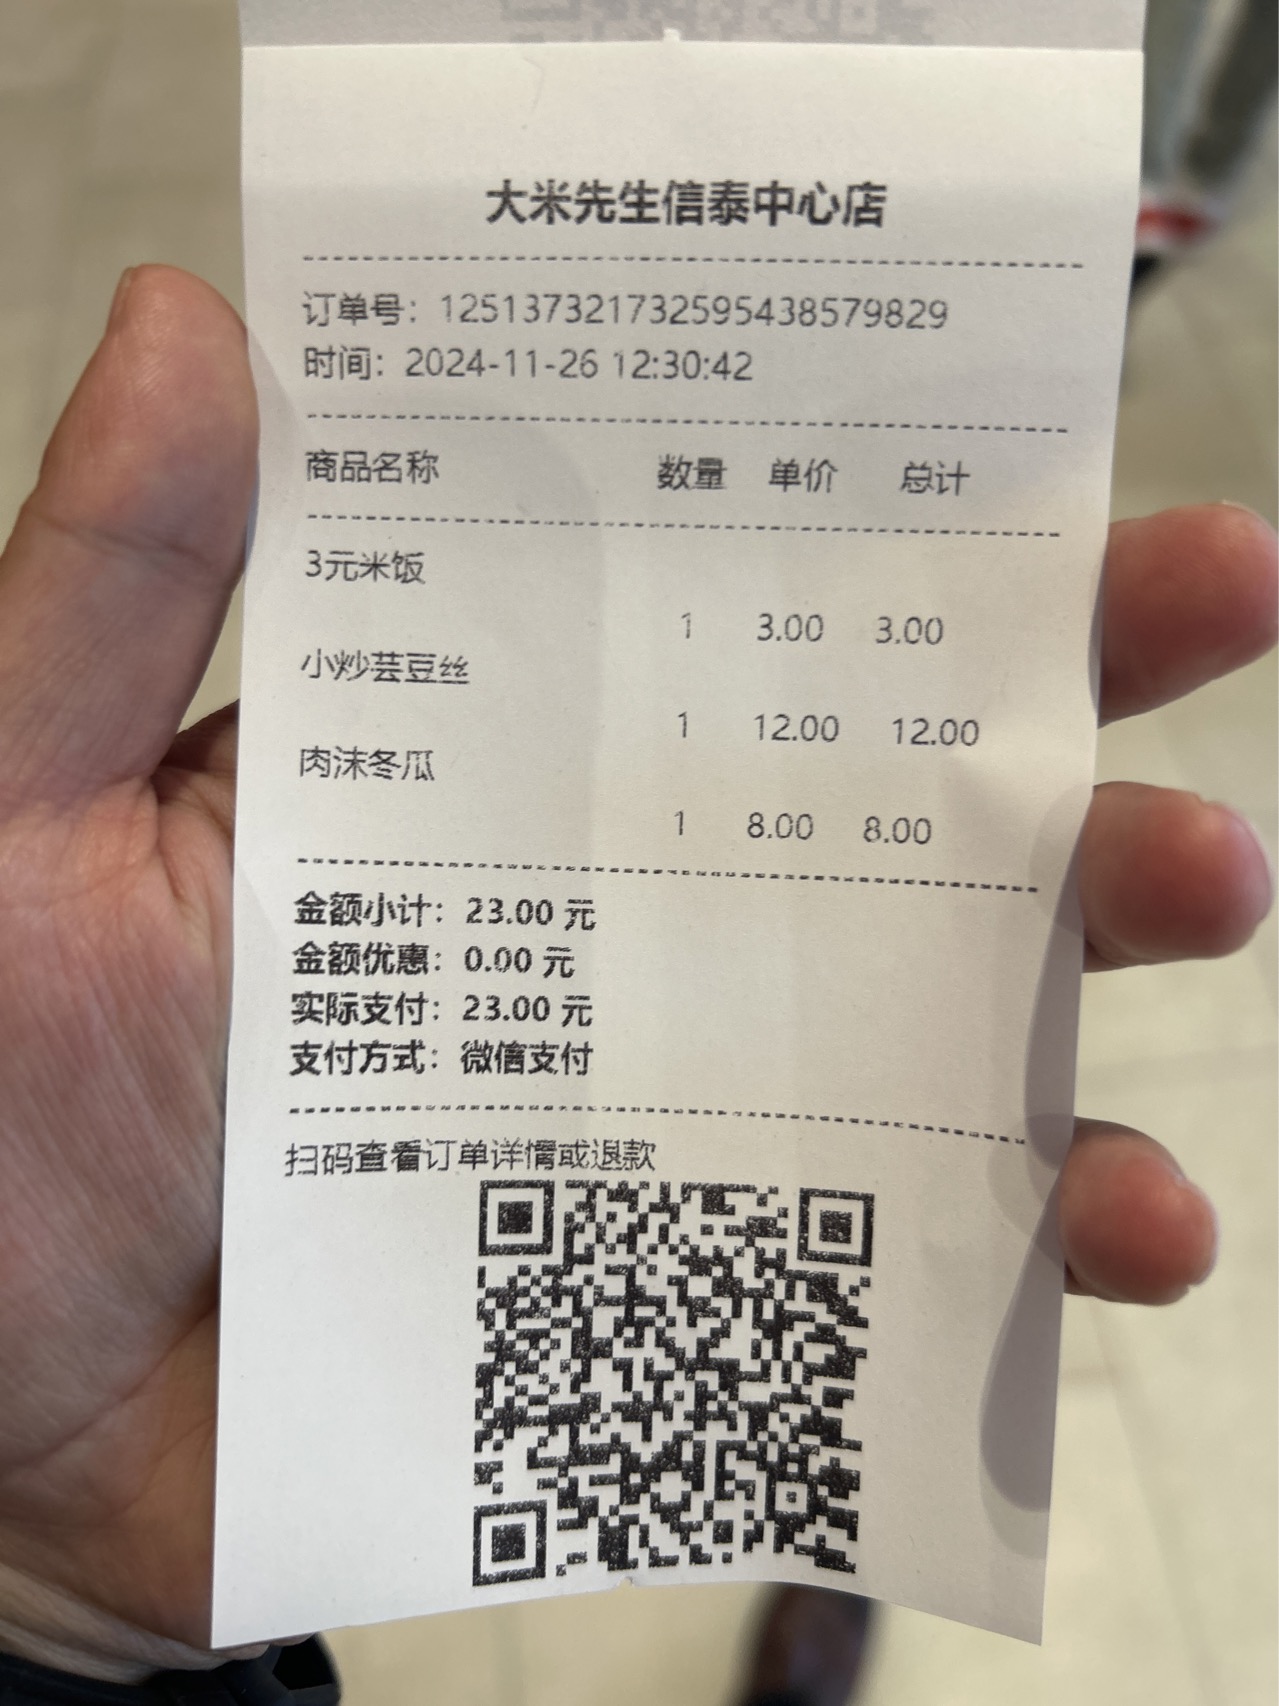 大米先生信泰中心店
订单号：125137321732595438579829
时间：2024-11-26 12:30:42
商品名称 数量 单价 总计
3元米饭
1 3.00 3.00
小炒芸豆丝
1 12.00 12.00
肉沫冬瓜
1 8.00 8.00
金额小计：23.00 元
金额优惠：0.00 元
实际支付：23.00 元
支付方式：微信支付
扫码查看订单详情或退款